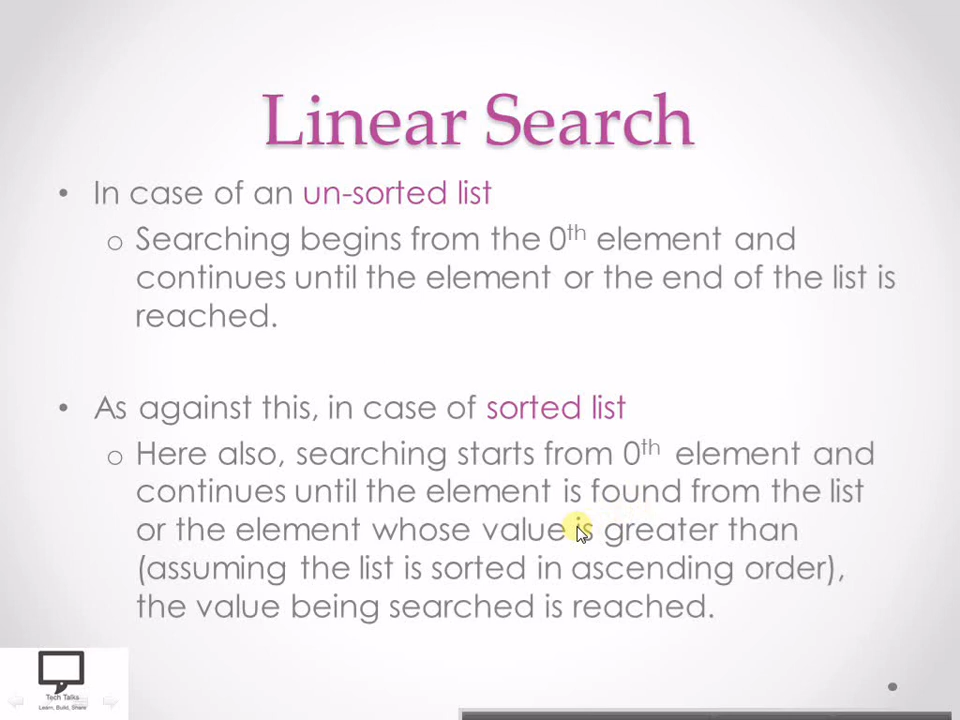 Linear Search
• In case of an un-sorted list
o Searching begins from the 0th element and
continues until the element or the end of the list is
reached.
• As against this, in case of sorted list
o Here also, searching starts from 0th element and
continues until the element is found from the list
or the element whose value is greater than
(assuming the list is sorted in ascending order),
the value being searched is reached.
Tech Talks
Learn, Build, Share